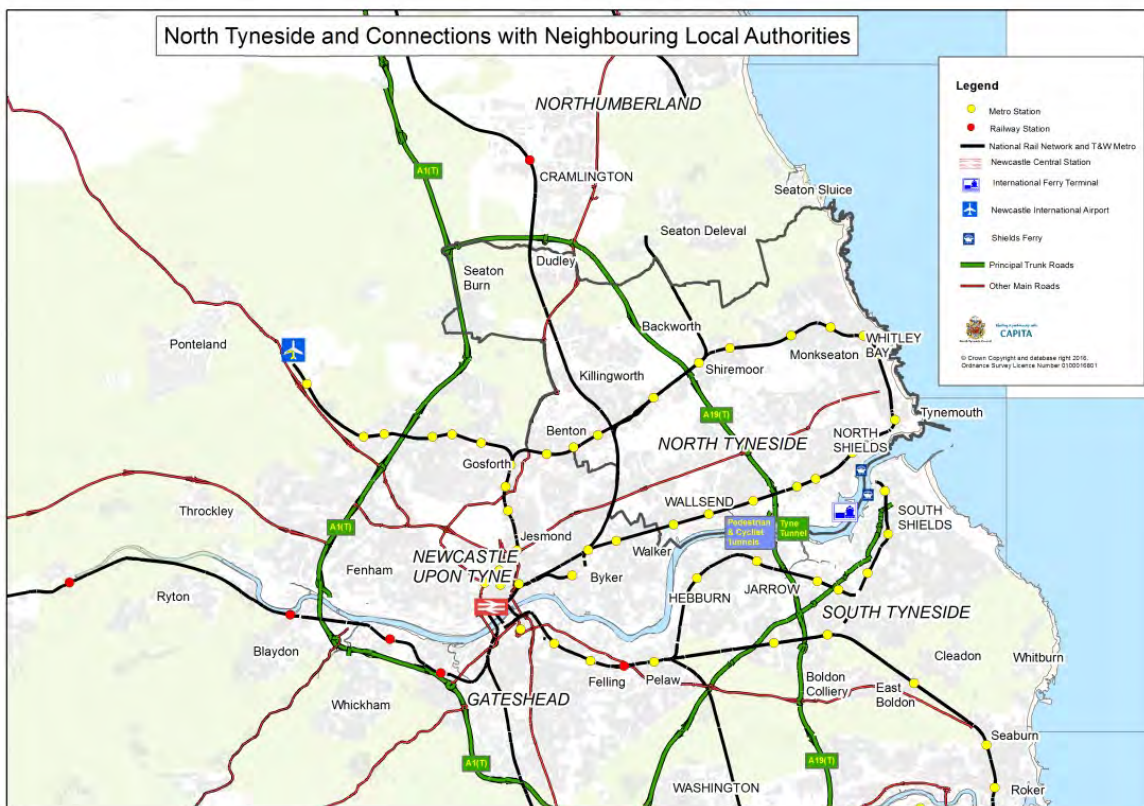 North Tyneside and Connections with Neighbouring Local Authorities
Legend
Metro Station
Railway Station
National Rail Network and T&W Metro
Newcastle Central Station
International Ferry Terminal
Newcastle International Airport
Shields Ferry
Principal Trunk Roads
Other Main Roads
CAPITA
© Crown Copyright and database right 2016.
Ordnance Survey Licence Number 0100016801
NORTHUMBERLAND
A1(T)
CRAMLINGTON
Seaton Sluice
Seaton Deleval
Dudley
Seaton
Burn
Backworth
Ponteland
WHITLEY
BAY
Monkseaton
Shiremoor
Killingworth
A19(T)
Tynemouth
Benton
NORTH TYNESIDE
NORTH
SHIELDS
Gosforth
WALLSEND
Throckley
SOUTH
SHIELDS
A1(T)
Pedestrian
& Cyclist
Tunnels
Tyne
Tunnel
Jesmond
NEWCASTLE
UPON TYNE
Walker
Fenham
Byker
HEBBURN
JARROW
Ryton
SOUTH TYNESIDE
Blaydon
Cleadon
Whitburn
Felling
Pelaw
Boldon
Colliery
East
Boldon
GATESHEAD
Whickham
Seaburn
A1(T)
A19(T)
WASHINGTON
Roker